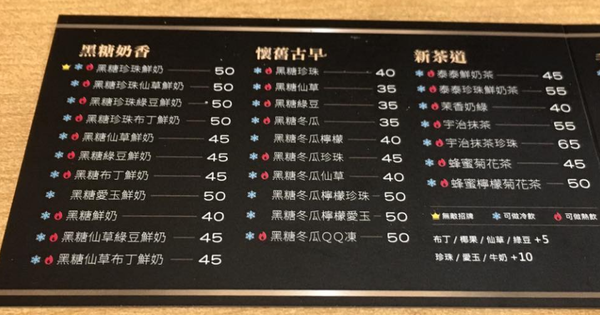 黑糖奶香
黑糖珍珠鮮奶 50
黑糖珍珠仙草鮮奶 50
黑糖珍珠綠豆鮮奶 50
黑糖珍珠布丁鮮奶 50
黑糖仙草鮮奶 45
黑糖綠豆鮮奶 45
黑糖布丁鮮奶 45
黑糖愛玉鮮奶 50
黑糖鮮奶 40
黑糖仙草綠豆鮮奶 45
黑糖仙草布丁鮮奶 45
懷舊古早
黑糖珍珠 40
黑糖仙草 35
黑糖綠豆 35
黑糖冬瓜 35
黑糖冬瓜檸檬 40
黑糖冬瓜珍珠 45
黑糖冬瓜仙草 40
黑糖冬瓜檸檬珍珠 50
黑糖冬瓜檸檬愛玉 50
黑糖冬瓜QQ凍 50
新茶道
泰泰鮮奶茶 45
泰泰珍珠鮮奶茶 55
茉香奶綠 40
宇治抹茶 55
宇治抹茶珍珠 65
蜂蜜菊花茶 45
蜂蜜檸檬菊花茶 50
無敵招牌 可做冷飲 可做熱飲
布丁/椰果/仙草/綠豆 +5
珍珠/愛玉/牛奶 +10